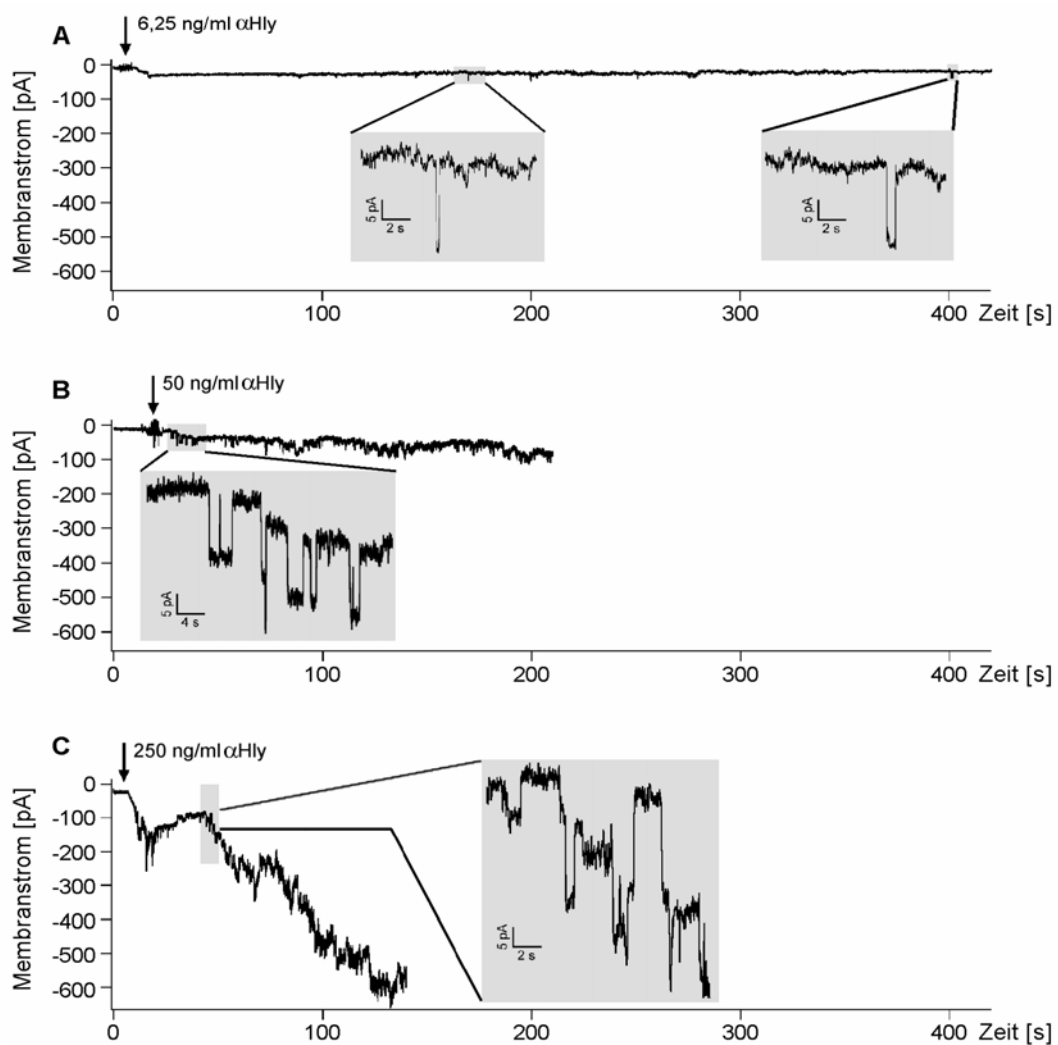 A
6,25 ng/ml αHly
Membranstrom [pA]
0
-100
-200
-300
-400
-500
-600
5 pA
2 s
5 pA
2 s
0 100 200 300 400 Zeit [s]
B
50 ng/ml αHly
Membranstrom [pA]
0
-100
-200
-300
-400
-500
-600
5 pA
4 s
0 100 200 300 400 Zeit [s]
C
250 ng/ml αHly
Membranstrom [pA]
0
-100
-200
-300
-400
-500
-600
5 pA
2 s
0 100 200 300 400 Zeit [s]